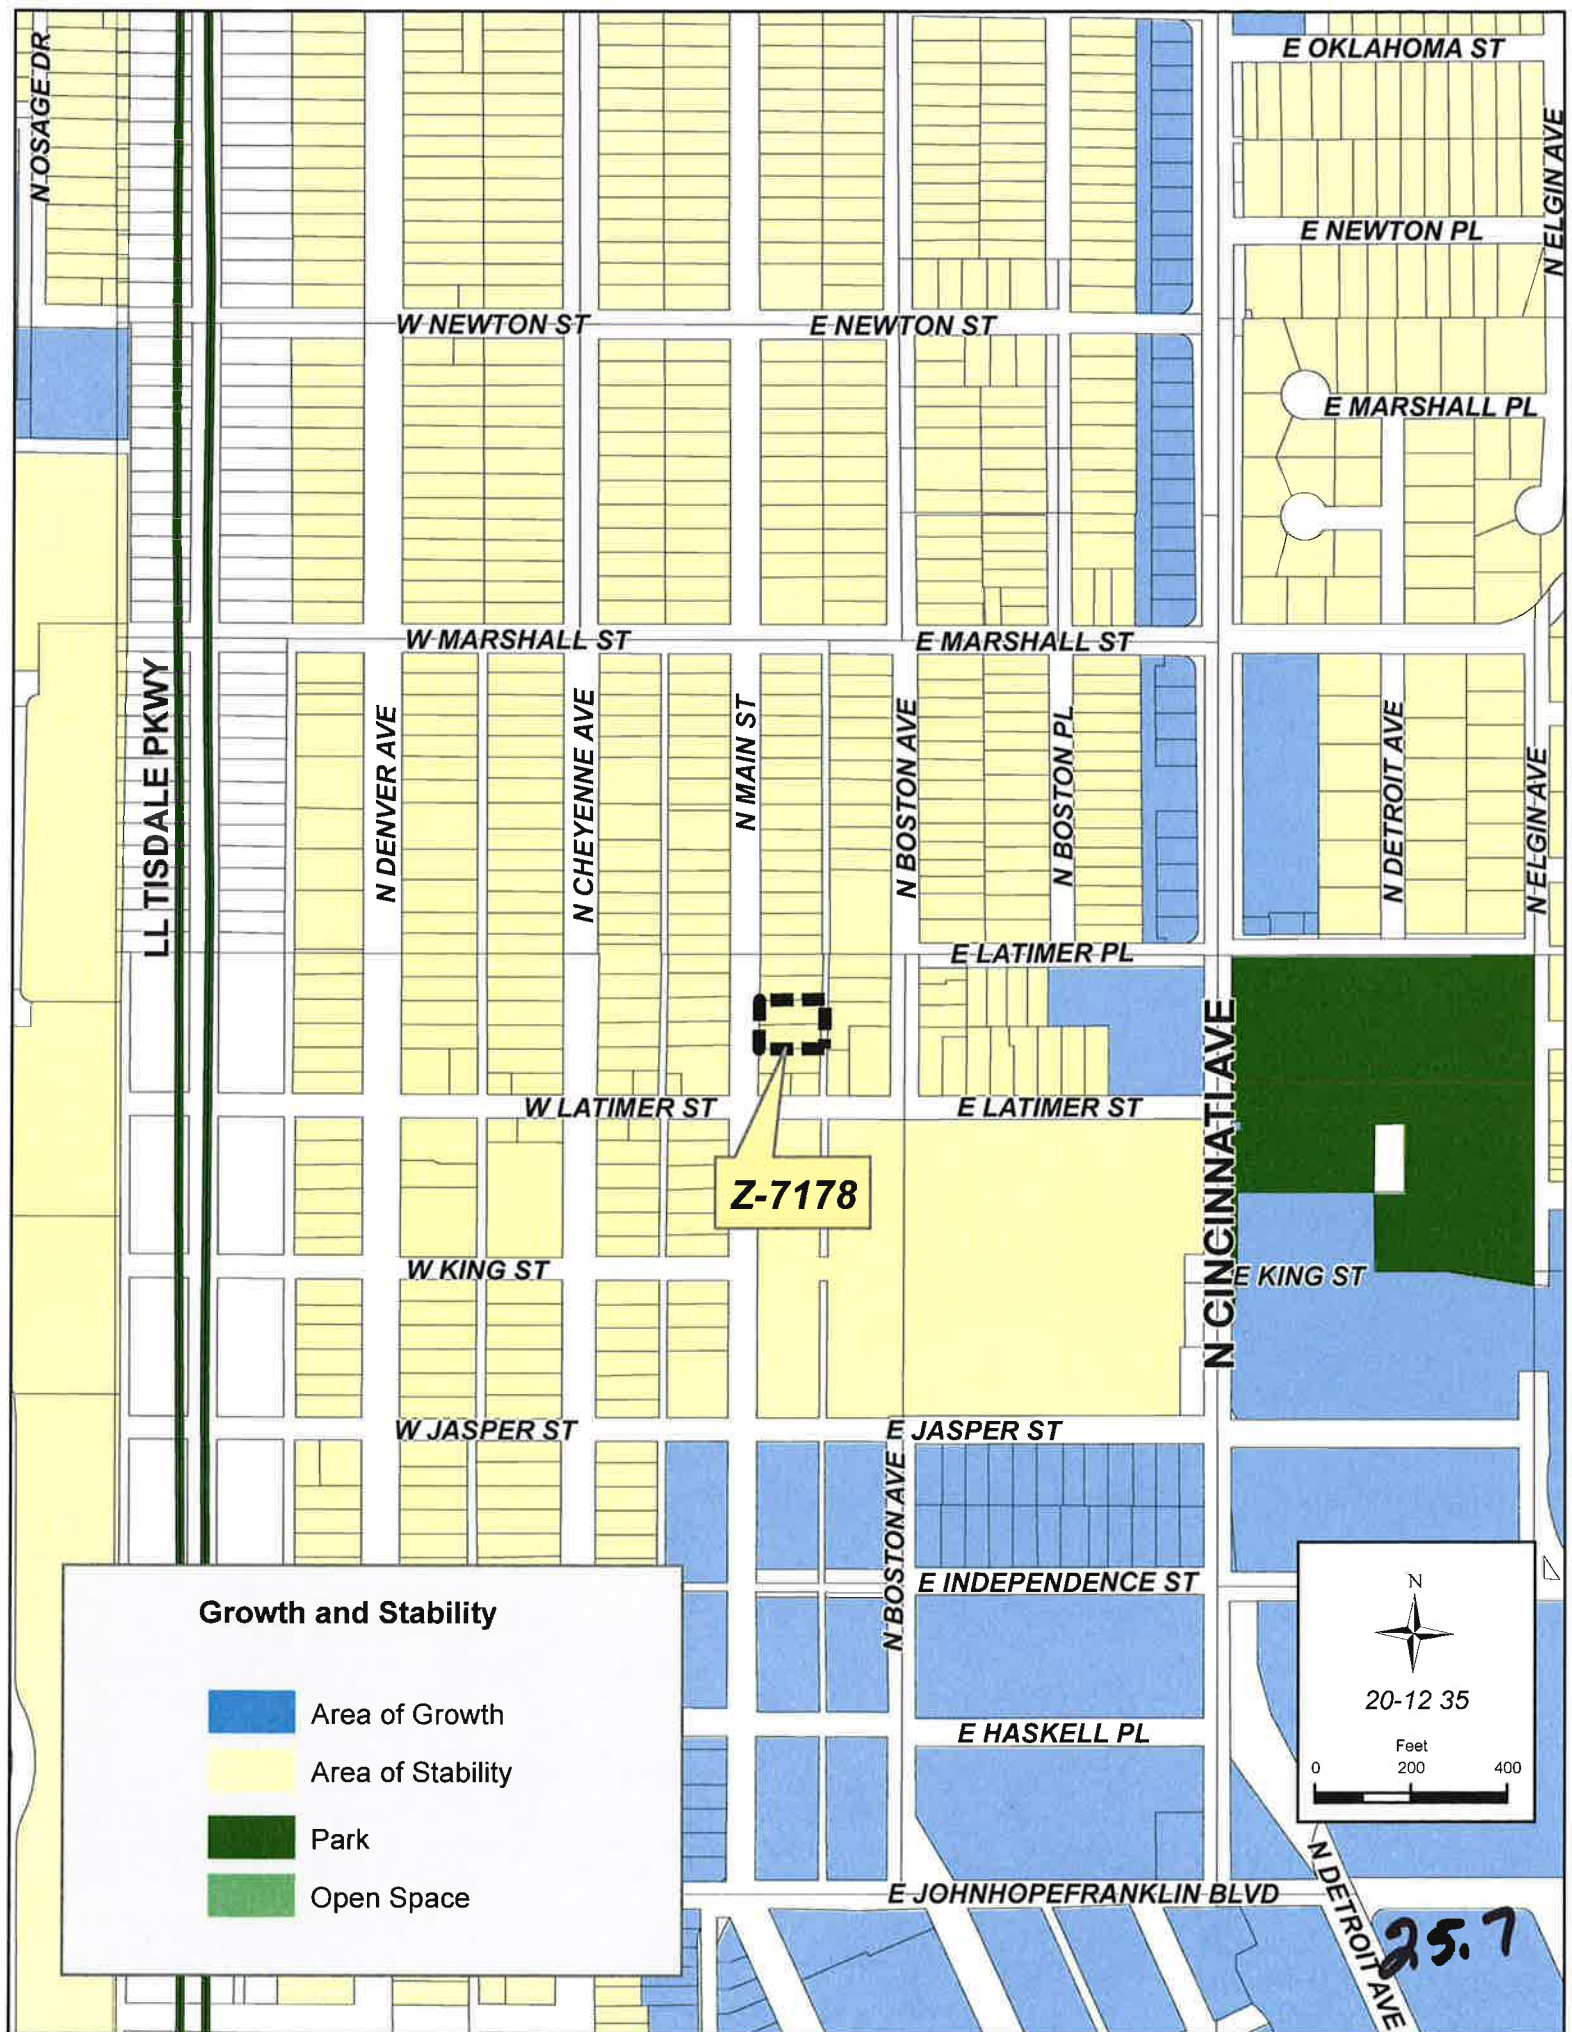 E OKLAHOMA ST
N OSAGE DR
N ELGIN AVE
E NEWTON PL
W NEWTON ST
E NEWTON ST
E MARSHALL PL
W MARSHALL ST
E MARSHALL ST
LL TISDALE PKWY
N DENVER AVE
N CHEYENNE AVE
N MAIN ST
N BOSTON AVE
N BOSTON PL
N DETROIT AVE
N ELGIN AVE
E LATIMER PL
N CINCINNATI AVE
W LATIMER ST
E LATIMER ST
Z-7178
W KING ST
E KING ST
W JASPER ST
E JASPER ST
N BOSTON AVE
E INDEPENDENCE ST
E HASKELL PL
E JOHNHOPEFRANKLIN BLVD
N DETROIT AVE
Growth and Stability
Area of Growth
Area of Stability
Park
Open Space
N
20-12 35
Feet
0 200 400
25.7